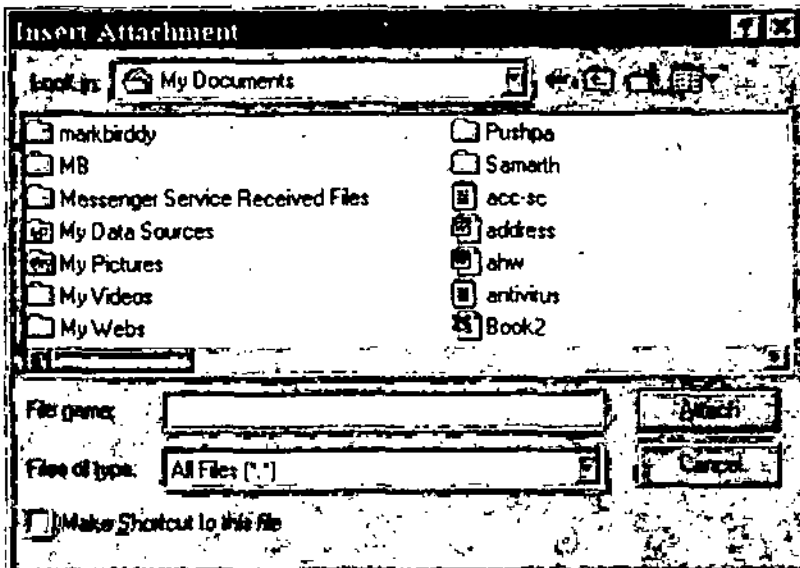 Insert Attachment
Look in: My Documents
markbirddy
MB
Messenger Service Received Files
My Data Sources
My Pictures
My Videos
My Webs
Pushpa
Samarth
acc-sc
address
ahw
antivirus
Book2
File name:
Attach
Files of type: All Files (*.*)
Cancel
Make Shortcut to this file